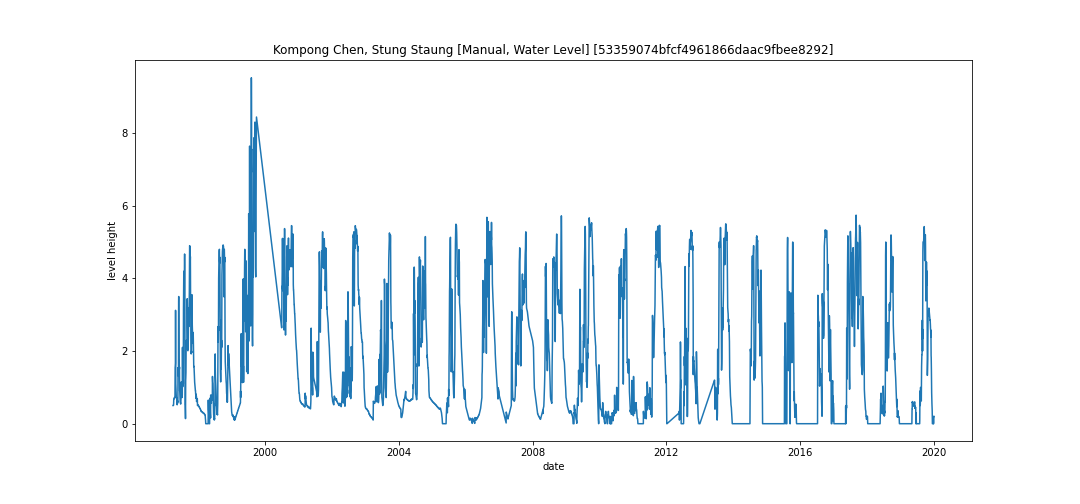 Kompong Chen, Stung Staung [Manual, Water Level] [53359074bfcf4961866daac9fbee8292]
level height
8
6
4
2
0
2000 2004 2008 2012 2016 2020
date